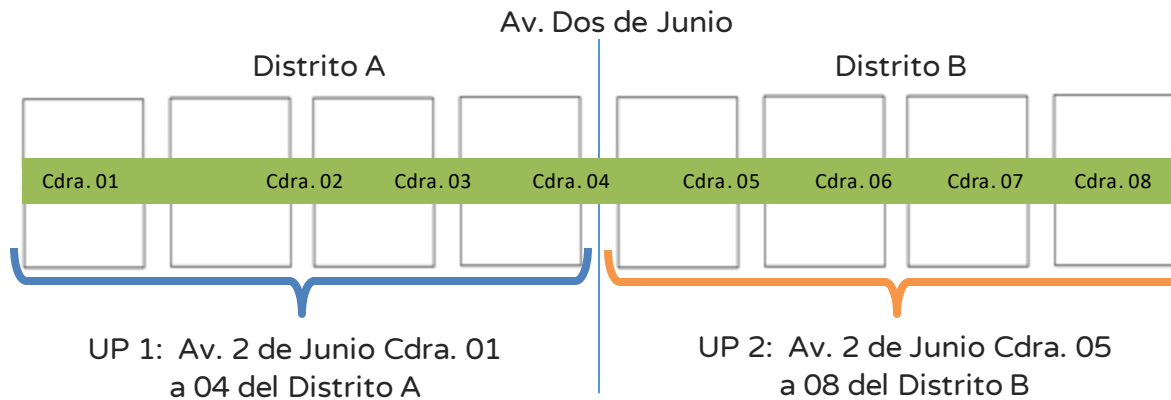 Av. Dos de Junio
Distrito A
Distrito B
Cdra. 01 Cdra. 02 Cdra. 03 Cdra. 04 Cdra. 05 Cdra. 06 Cdra. 07 Cdra. 08
UP 1: Av. 2 de Junio Cdra. 01
a 04 del Distrito A
UP 2: Av. 2 de Junio Cdra. 05
a 08 del Distrito B